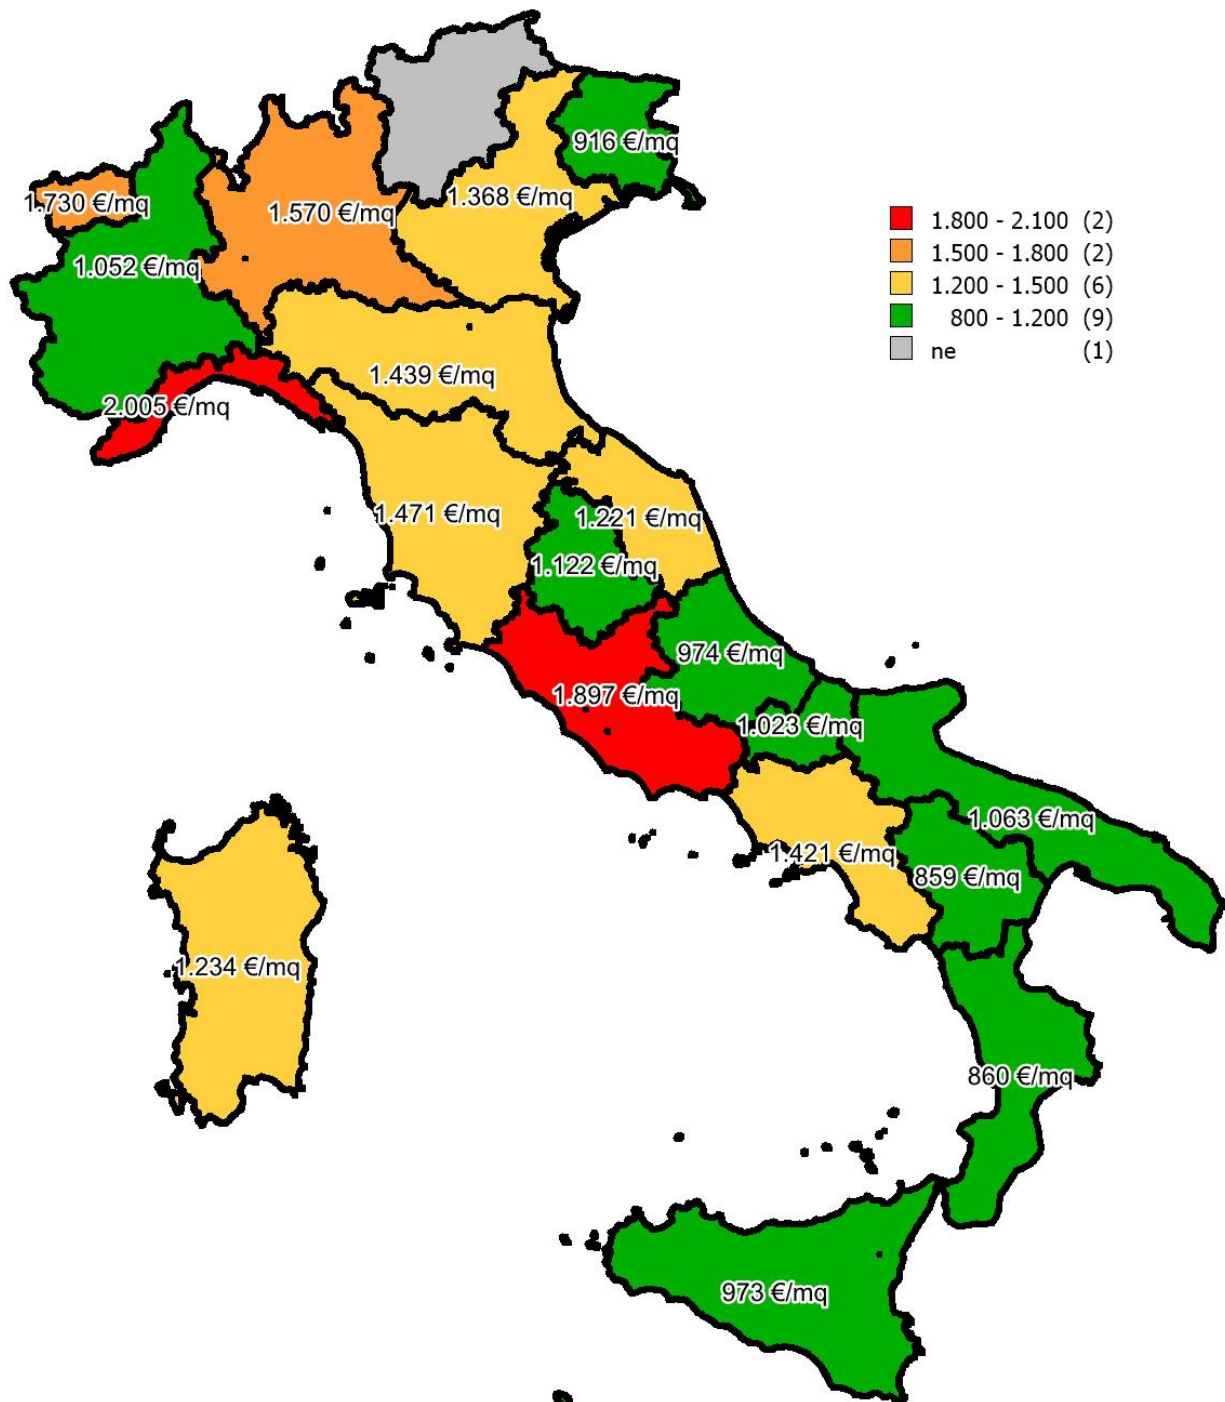 916 €/mq
1.368 €/mq
1.730 €/mq
1.570 €/mq
1.052 €/mq
1.800 - 2.100 (2)
1.500 - 1.800 (2)
1.200 - 1.500 (6)
800 - 1.200 (9)
ne (1)
1.439 €/mq
2.005 €/mq
1.471 €/mq
1.221 €/mq
1.122 €/mq
974 €/mq
1.897 €/mq
1.023 €/mq
1.063 €/mq
1.421 €/mq
859 €/mq
1.234 €/mq
860 €/mq
973 €/mq